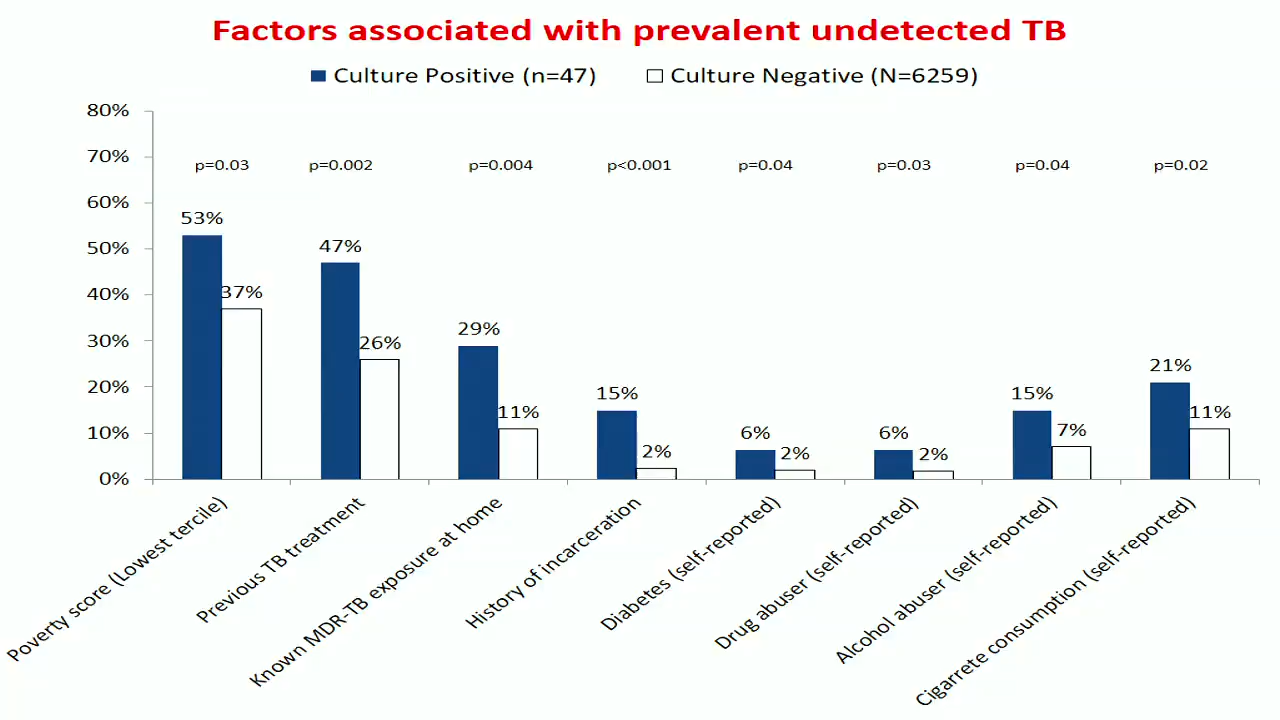 Factors associated with prevalent undetected TB
Culture Positive (n=47) Culture Negative (N=6259)
80%
70%
60%
50%
40%
30%
20%
10%
0%
p=0.03 p=0.002 p=0.004 p<0.001 p=0.04 p=0.03 p=0.04 p=0.02
53%
37%
47%
26%
29%
11%
15%
2%
6%
2%
6%
2%
15%
7%
21%
11%
Poverty score (Lowest tercile)
Previous TB treatment
Known MDR-TB exposure at home
History of incarceration
Diabetes (self-reported)
Drug abuser (self-reported)
Alcohol abuser (self-reported)
Cigarrete consumption (self-reported)